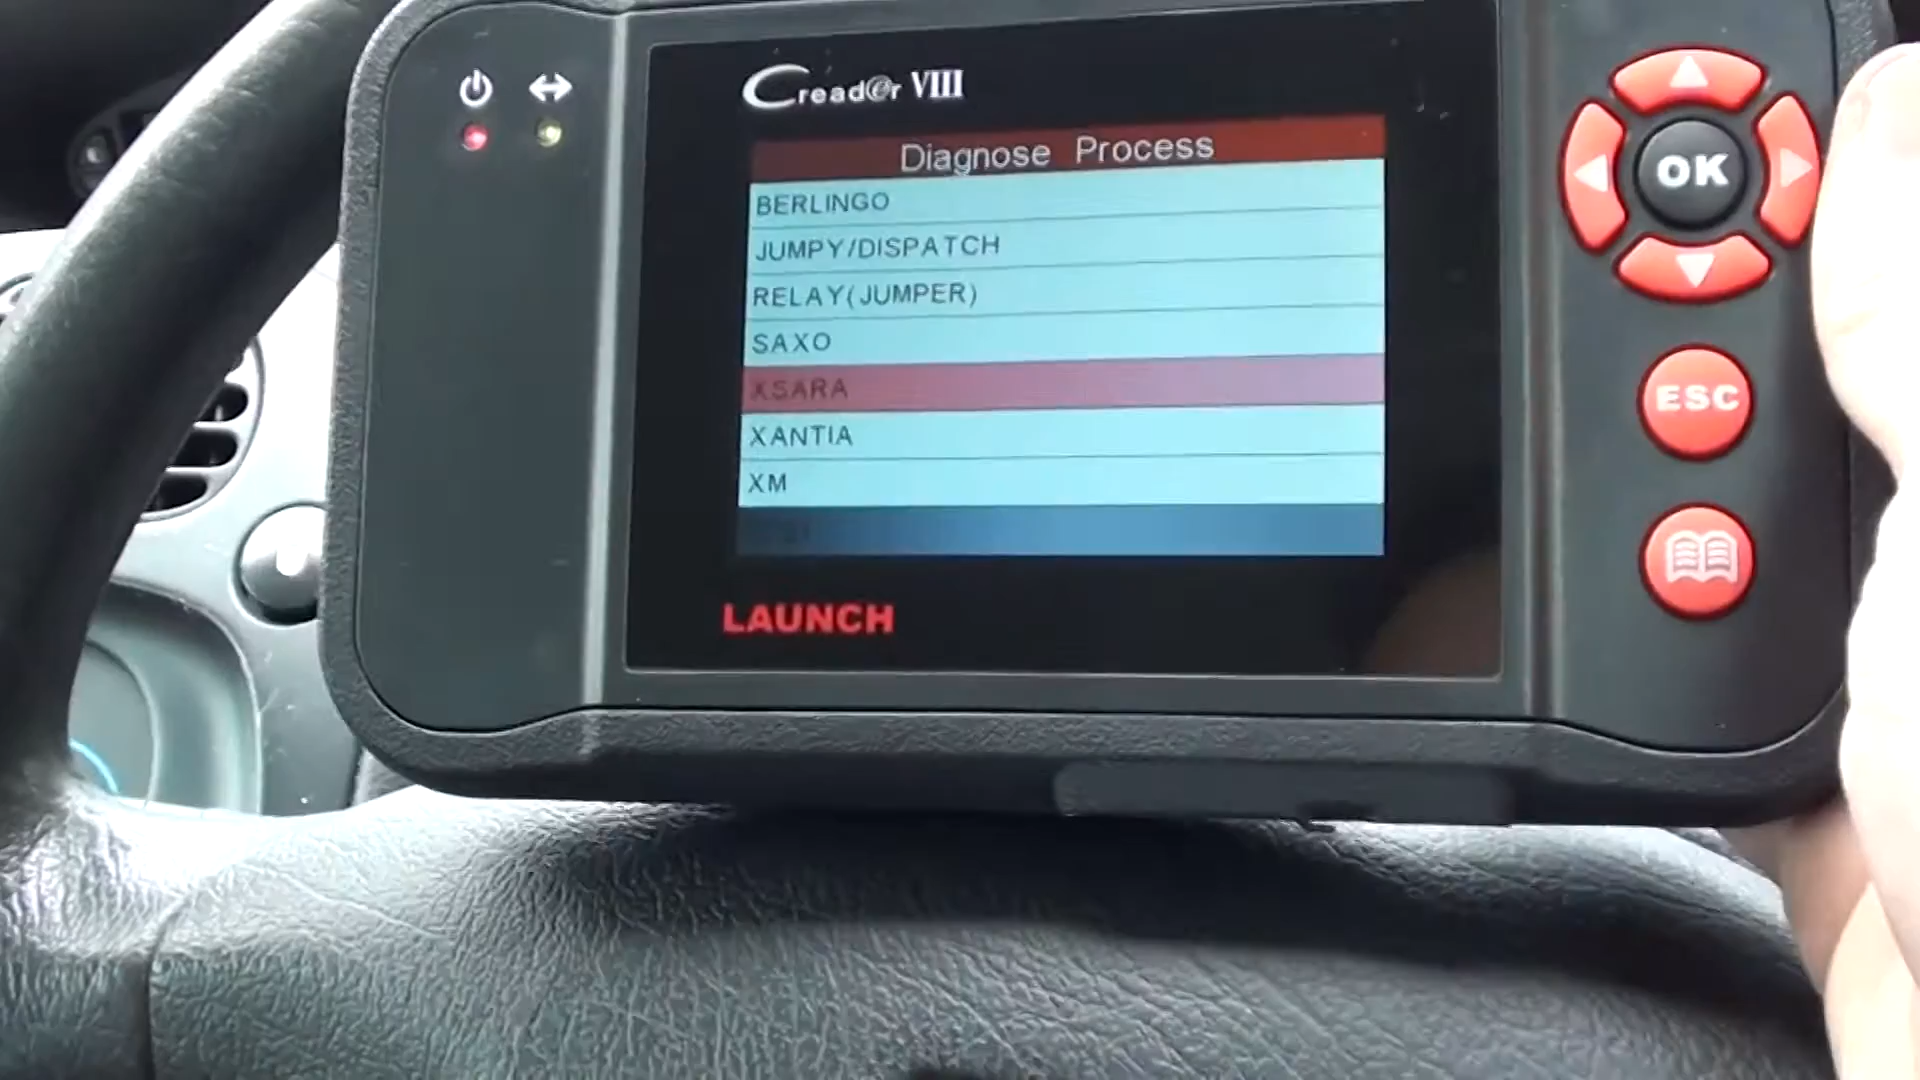 Cread@r VIII
Diagnose Process
BERLINGO
JUMPY/DISPATCH
RELAY(JUMPER)
SAXO
XSARA
XANTIA
XM
LAUNCH
OK
ESC